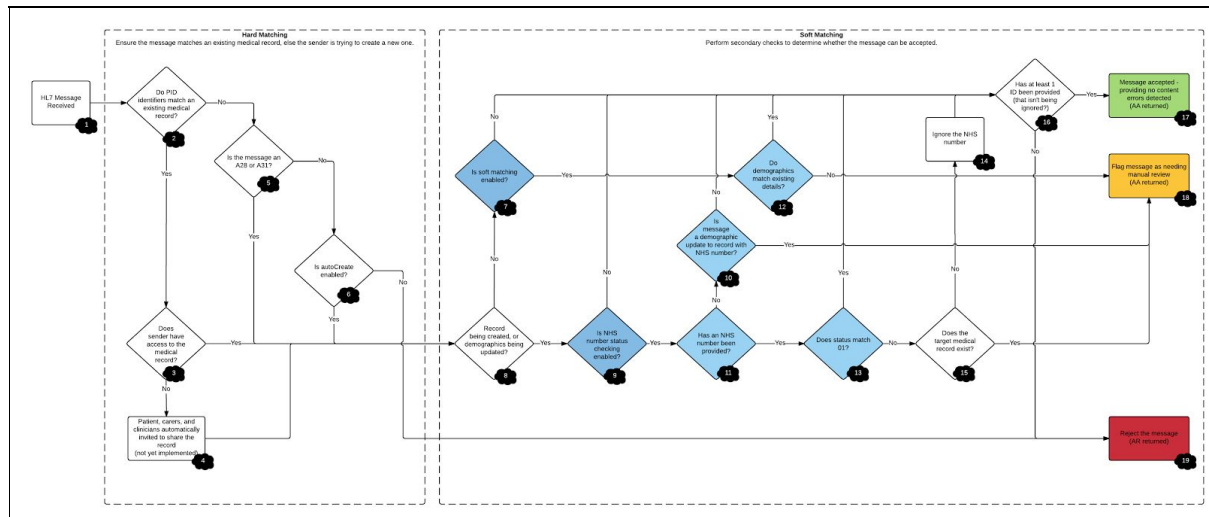 Hard Matching
Ensure the message matches an existing medical record, else the sender is trying to create a new one.
Soft Matching
Perform secondary checks to determine whether the message can be accepted.
HL7 Message
Received
1
Do PID
identifiers match an
existing medical
record?
2
No
Yes
Is the message an
A28 or A31?
5
No
Yes
Is autoCreate
enabled?
6
No
Yes
Does
sender have
access to the
medical
record?
3
Yes
No
Patient, carers, and
clinicians automatically
invited to share the
record
(not yet implemented)
4
Is soft matching
enabled?
7
No
Yes
Record
being created, or
demographics being
updated?
8
No
Yes
Is NHS
number status
checking
enabled?
9
No
Yes
Is
message
a demographic
update to record with
NHS number?
10
No
Yes
Has an NHS
number been
provided?
11
No
Yes
Do
demographics
match existing
details?
12
Yes
No
Does status match
01?
13
Yes
No
Ignore the NHS
number
14
Does the
target medical
record exist?
15
No
Yes
Has at least 1
ID been provided
(that isn't being
ignored?)
16
Yes
No
Message accepted -
providing no content
errors detected
(AA returned)
17
Flag message as needing
manual review
(AA returned)
18
Reject the message
(AR returned)
19